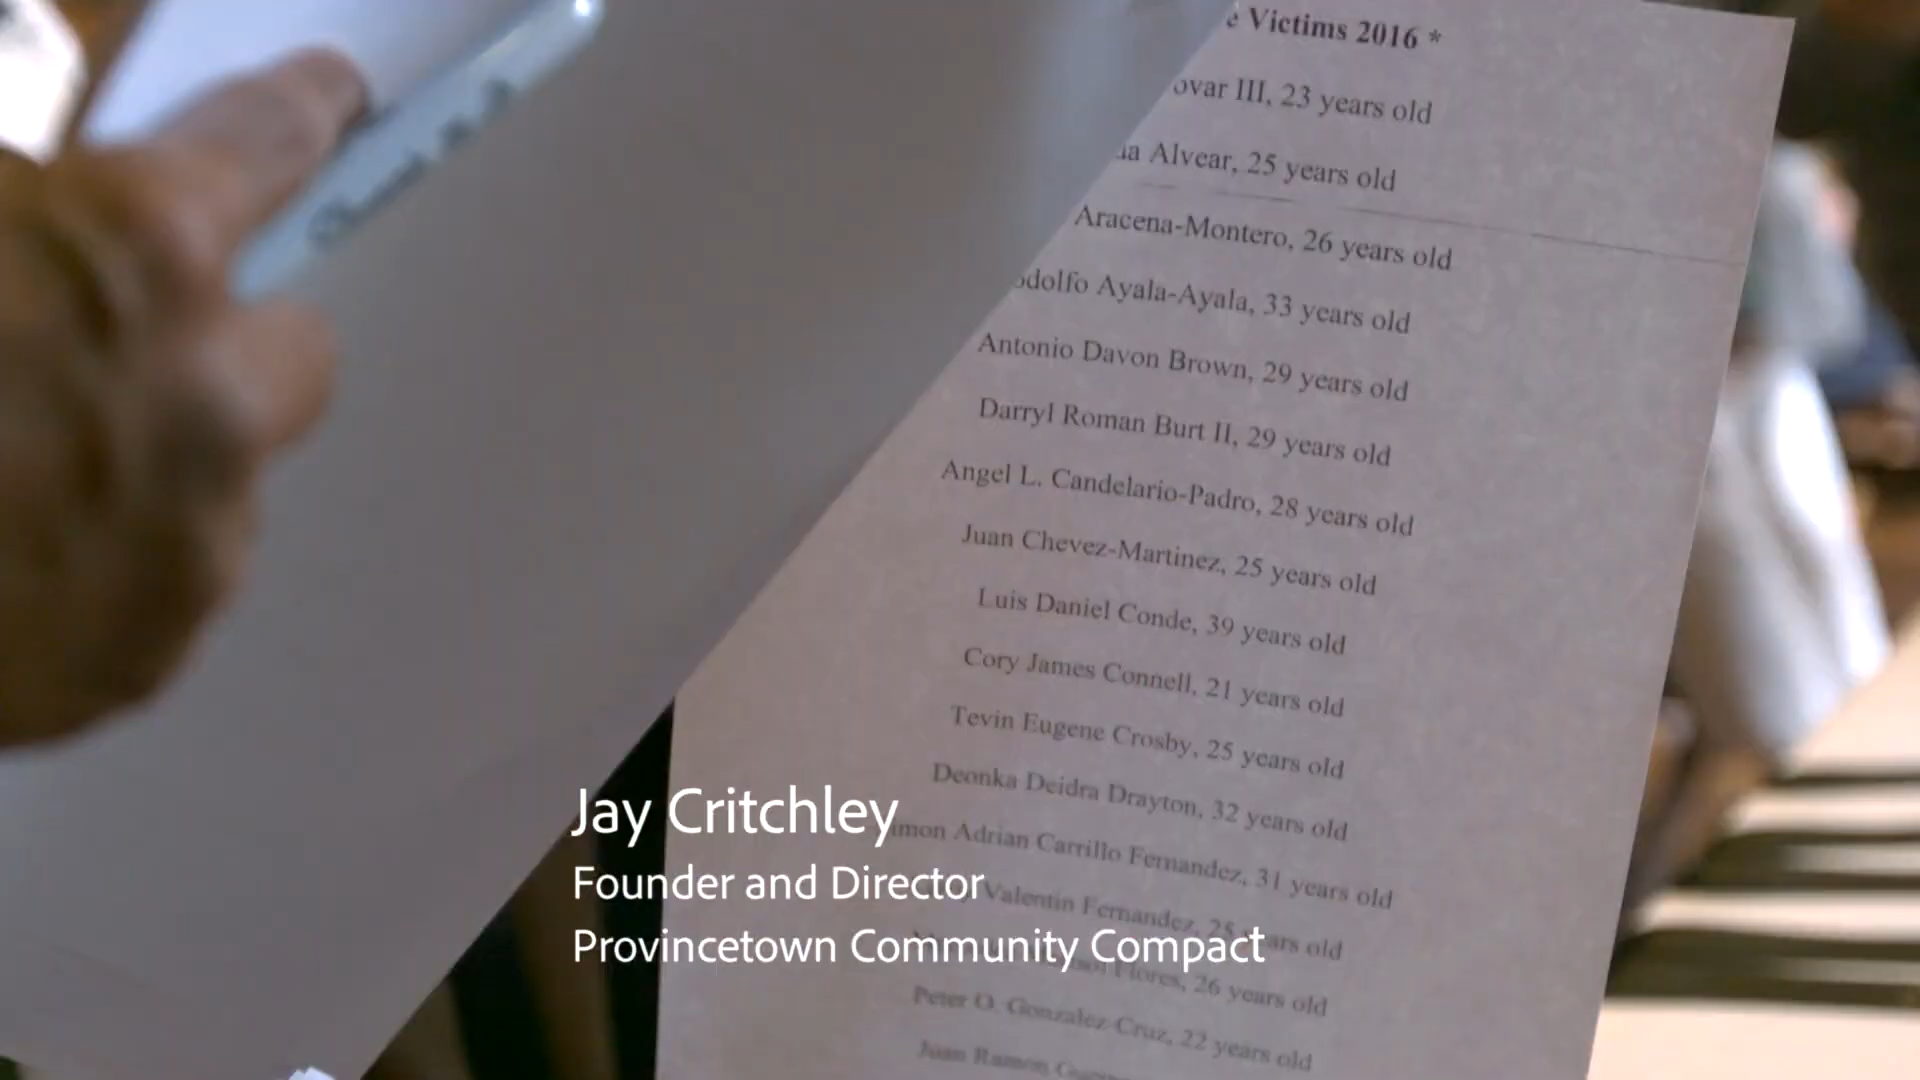 Victims 2016 *
III, 23 years old
Alvear, 25 years old
Aracena-Montero, 26 years old
Ayala-Ayala, 33 years old
Antonio Davon Brown, 29 years old
Darryl Roman Burt II, 29 years old
Angel L. Candelario-Padro, 28 years old
Juan Chevez-Martinez, 25 years old
Luis Daniel Conde, 39 years old
Cory James Connell, 21 years old
Tevin Eugene Crosby, 25 years old
Deonka Deidra Drayton, 32 years old
Adrian Carrillo Fernandez, 31 years old
Valentin Fernandez, 25 years old
Flores, 26 years old
Peter O. Gonzalez-Cruz, 22 years old
Juan Ramon
Jay Critchley
Founder and Director
Provincetown Community Compact